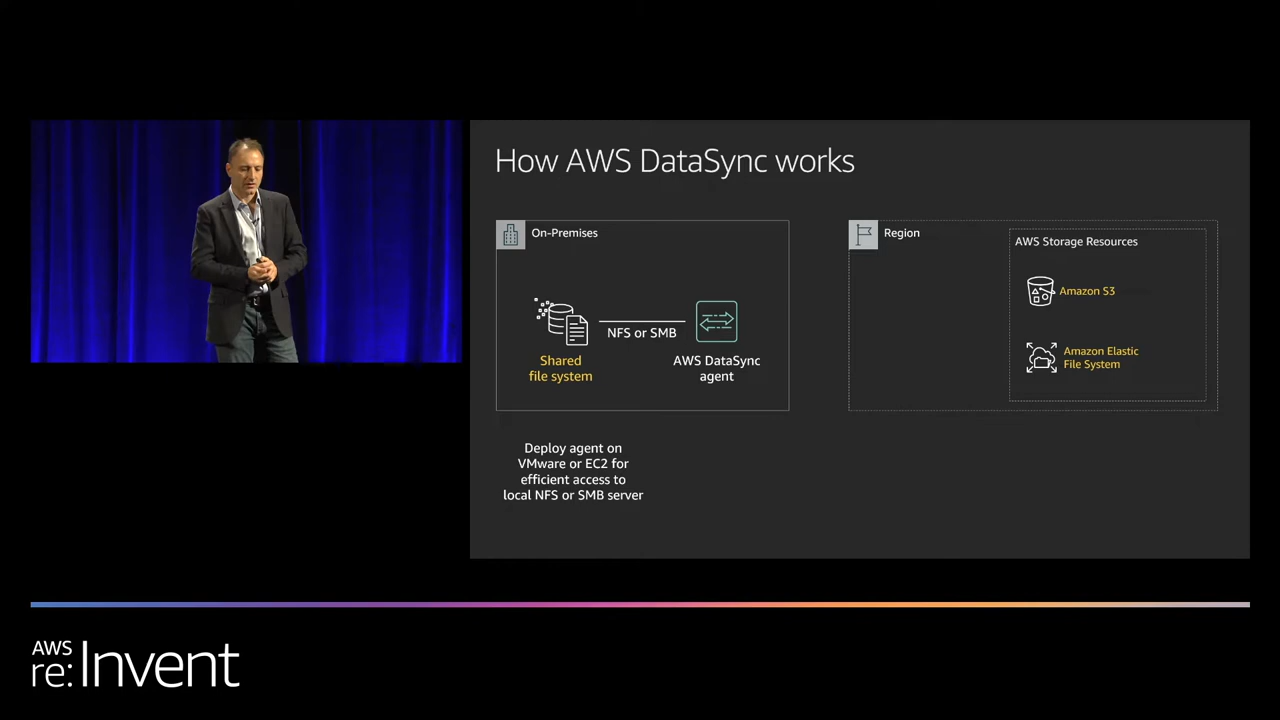 How AWS DataSync works
On-Premises
NFS or SMB
Shared
file system
AWS DataSync
agent
Region
AWS Storage Resources
Amazon S3
Amazon Elastic
File System
Deploy agent on
VMware or EC2 for
efficient access to
local NFS or SMB server
AWS
re:Invent